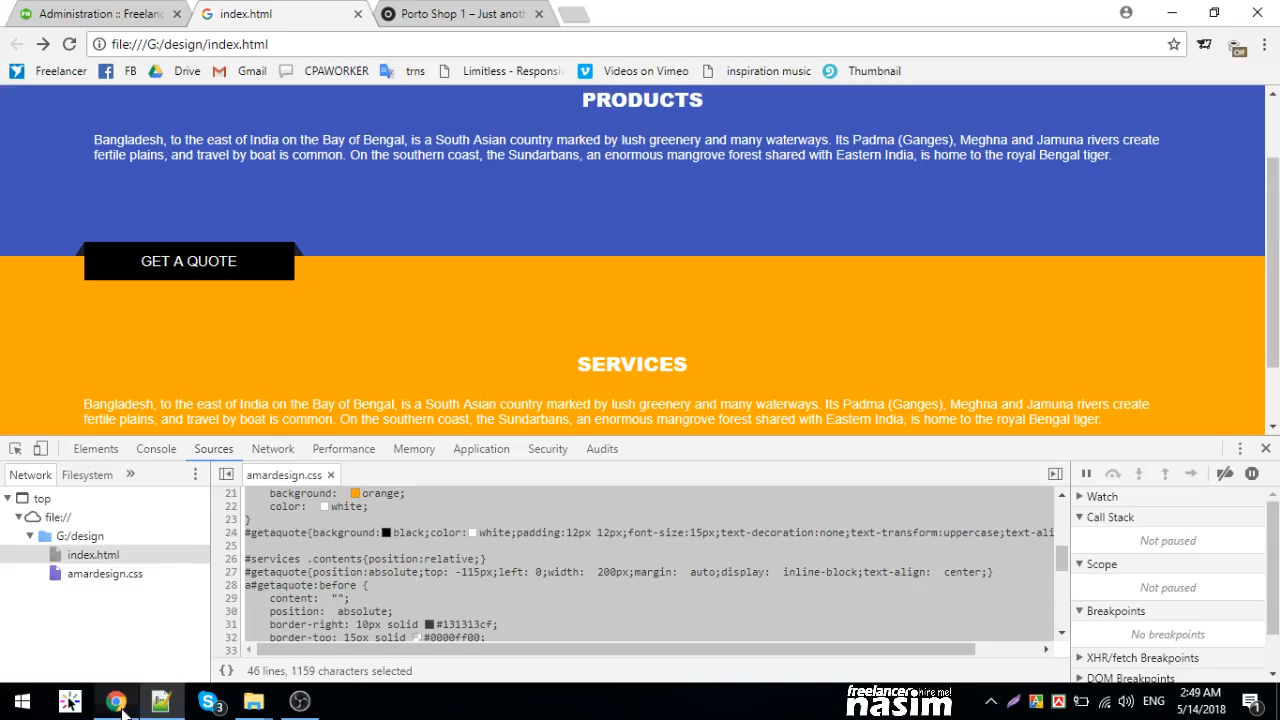 Administration :: Freelanc
index.html
Porto Shop 1 – Just anoth
file:///G:/design/index.html
Off
Freelancer
FB
Drive
Gmail
CPAWORKER
trns
Limitless - Responsiv
Videos on Vimeo
inspiration music
Thumbnail
PRODUCTS
Bangladesh, to the east of India on the Bay of Bengal, is a South Asian country marked by lush greenery and many waterways. Its Padma (Ganges), Meghna and Jamuna rivers create
fertile plains, and travel by boat is common. On the southern coast, the Sundarbans, an enormous mangrove forest shared with Eastern India, is home to the royal Bengal tiger.
GET A QUOTE
SERVICES
Bangladesh, to the east of India on the Bay of Bengal, is a South Asian country marked by lush greenery and many waterways. Its Padma (Ganges), Meghna and Jamuna rivers create
fertile plains, and travel by boat is common. On the southern coast, the Sundarbans, an enormous mangrove forest shared with Eastern India, is home to the royal Bengal tiger.
Elements Console Sources Network Performance Memory Application Security Audits
Network Filesystem »
amardesign.css ×
top
file://
G:/design
index.html
amardesign.css
21 background: orange;
22 color: white;
23 }
24 #getaquote{background:black;color:white;padding:12px 12px;font-size:15px;text-decoration:none;text-transform:uppercase;text-ali
25
26 #services .contents{position:relative;}
27 #getaquote{position:absolute;top: -115px;left: 0;width: 200px;margin: auto;display: inline-block;text-align: center;}
28 a#getaquote:before {
29 content: "";
30 position: absolute;
31 border-right: 10px solid #131313cf;
32 border-top: 15px solid #0000ff00;
33
{ } 46 lines, 1159 characters selected
Watch
Call Stack
Not paused
Scope
Not paused
Breakpoints
No breakpoints
XHR/fetch Breakpoints
DOM Breakpoints
3
freelancer hire me!
nasim
ENG
2:49 AM
5/14/2018
1